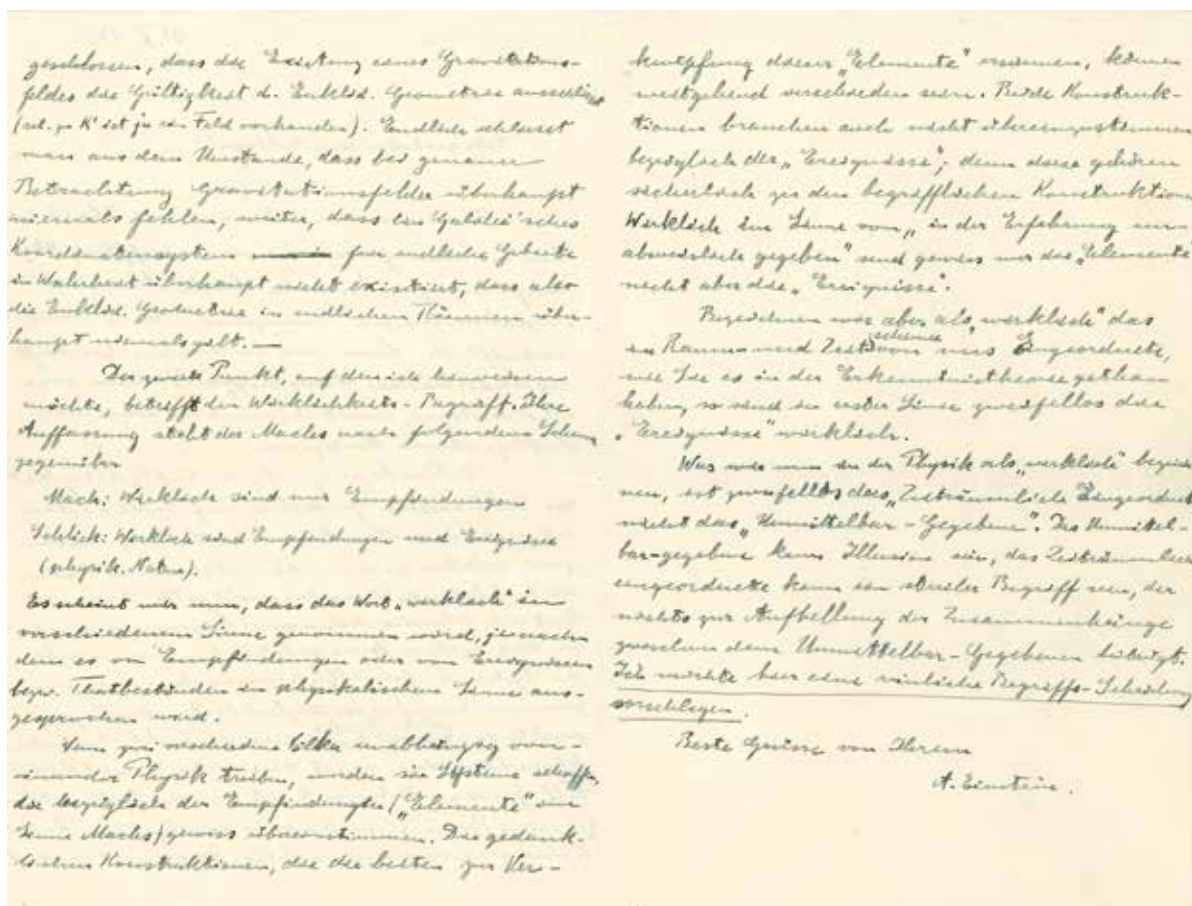 geschlossen, dass die Existenz eines Gravitations-
feldes die Gültigkeit d. Euklid. Geometrie ausschliesst
(rel. zu K' ist ja ein Feld vorhanden). Endlich schliesst
man aus dem Umstande, dass bei genauer
Betrachtung Gravitationsfelder überhaupt
niemals fehlen, weiter, dass ein Galilei'sches
Koordinatensystem für endliche Gebiete
in Wahrheit überhaupt nicht existiert, dass also
die Euklid. Geometrie in endlichen Räumen über-
haupt niemals gilt. —
Der zweite Punkt, auf den ich hinweisen
möchte, betrifft den Wirklichkeits-Begriff. Ihre
Auffassung steht der Machs nach folgendem Schema
gegenüber
Mach: Wirklich sind nur Empfindungen
Schlick: Wirklich sind Empfindungen und Ereignisse
(physik. Natur).
Es scheint mir nun, dass das Wort „wirklich" in
verschiedenem Sinne genommen wird, je nach
dem es von Empfindungen oder von Ereignissen
bezw. Thatbeständen in physikalischem Sinne aus-
gesprochen wird.
Wenn zwei verschiedene Völker unabhängig von-
einander Physik treiben, werden sie Systeme schaffen,
die bezüglich der Empfindungen („Elemente" im
Sinne Machs) gewiss übereinstimmen. Die gedank-
lichen Konstruktionen, die die beiden zur Ver-
knüpfung dieser „Elemente" ersinnen, können
weitgehend verschieden sein. Beide Konstruk-
tionen brauchen auch nicht übereinzustimmen
bezüglich der „Ereignisse"; denn diese gehören
sicherlich zu den begrifflichen Konstruktionen.
Wirklich im Sinne von „in der Erfahrung un-
abweislich gegeben" sind gewiss nur die „Elemente"
nicht aber die „Ereignisse".
Bezeichnen wir aber als „wirklich" das
in Raum und Zeitschema von uns Eingeordnete,
wie Sie es in der Erkenntnistheorie gethan
haben, so sind in erster Linie zweifellos die
„Ereignisse" wirklich.
Was wir nun in der Physik als „wirklich" bezeich-
nen, ist zweifellos das „Zeiträumlich Eingeordnete"
nicht das „Unmittelbar-Gegebene". Das Unmittel-
bar-gegebene kann Illusion sein, das Zeiträumlich
eingeordnete kann ein steriler Begriff sein, der
nichts zur Aufhellung der Zusammenhänge
zwischen dem Unmittelbar-Gegebenen beiträgt.
Ich möchte hier eine reinliche Begriffs-Scheidung
vorschlagen.
Beste Grüsse von Ihrem
A. Einstein.